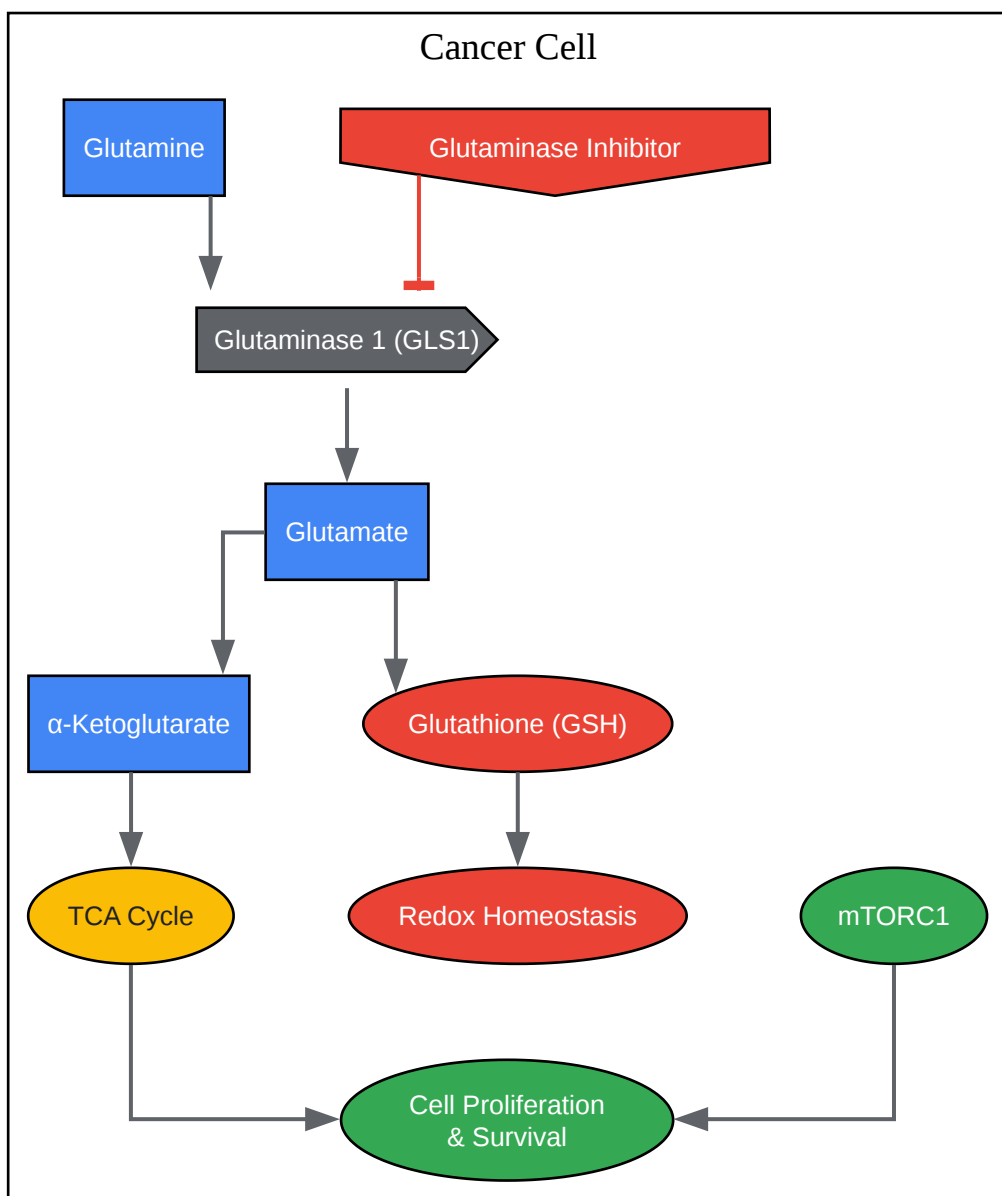 Cancer Cell
Glutamine
Glutaminase Inhibitor
Glutaminase 1 (GLS1)
Glutamate
α-Ketoglutarate
Glutathione (GSH)
TCA Cycle
Redox Homeostasis
mTORC1
Cell Proliferation
& Survival